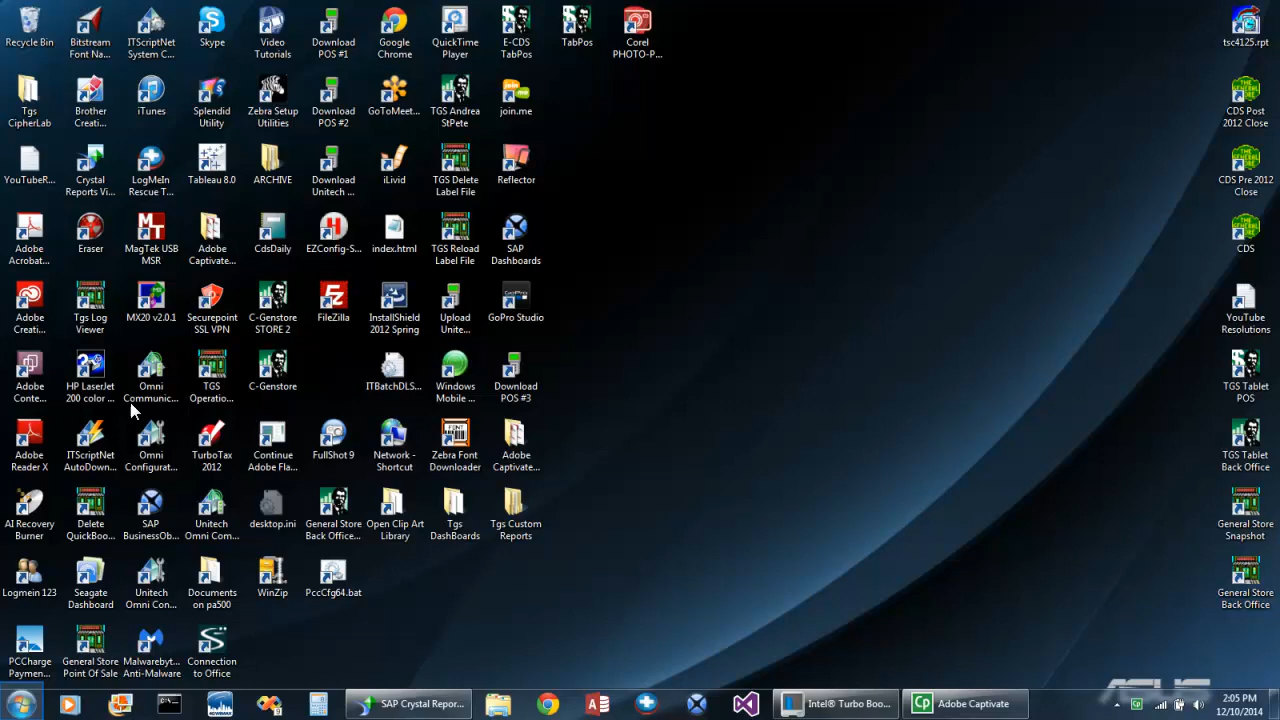 Recycle Bin
Bitstream
Font Na...
ITScriptNet
System C...
Skype
Video
Tutorials
Download
POS #1
Google
Chrome
QuickTime
Player
E-CDS
TabPos
TabPos
Corel
PHOTO-P...
tsc4125.rpt
Tgs
CipherLab
Brother
Creati...
iTunes
Splendid
Utility
Zebra Setup
Utilities
Download
POS #2
GoToMeet...
TGS Andrea
StPete
join.me
CDS Post
2012 Close
YouTubeR...
Crystal
Reports Vi...
LogMeIn
Rescue T...
Tableau 8.0
ARCHIVE
Download
Unitech ...
iLivid
TGS Delete
Label File
Reflector
CDS Pre 2012
Close
Adobe
Acrobat...
Eraser
MagTek USB
MSR
Adobe
Captivate...
CdsDaily
EZConfig-S...
index.html
TGS Reload
Label File
SAP
Dashboards
CDS
Adobe
Creati...
Tgs Log
Viewer
MX20 v2.0.1
Securepoint
SSL VPN
C-Genstore
STORE 2
FileZilla
InstallShield
2012 Spring
Upload
Unite...
GoPro
GoPro Studio
YouTube
Resolutions
Adobe
Conte...
HP LaserJet
200 color ...
Omni
Communic...
TGS
Operatio...
C-Genstore
ITBatchDLS...
Windows
Mobile ...
Download
POS #3
TGS Tablet
POS
Adobe
Reader X
ITScriptNet
AutoDown...
Omni
Configurat...
TurboTax
2012
Continue
Adobe Fla...
FullShot 9
Network -
Shortcut
FONT
Zebra Font
Downloader
Adobe
Captivate...
TGS Tablet
Back Office
AI Recovery
Burner
Delete
QuickBoo...
SAP
BusinessOb...
Unitech
Omni Com...
desktop.ini
General Store
Back Office...
Open Clip Art
Library
Tgs
DashBoards
Tgs Custom
Reports
General Store
Snapshot
Logmein 123
Seagate
Dashboard
Unitech
Omni Con...
Documents
on pa500
WinZip
PccCfg64.bat
General Store
Back Office
PCCharge
Paymen...
General Store
Point Of Sale
Malwarebyt...
Anti-Malware
Connection
to Office
ASUS
SAP Crystal Repor...
Intel® Turbo Boo...
Cp
Adobe Captivate
Cp
2:05 PM
12/10/2014